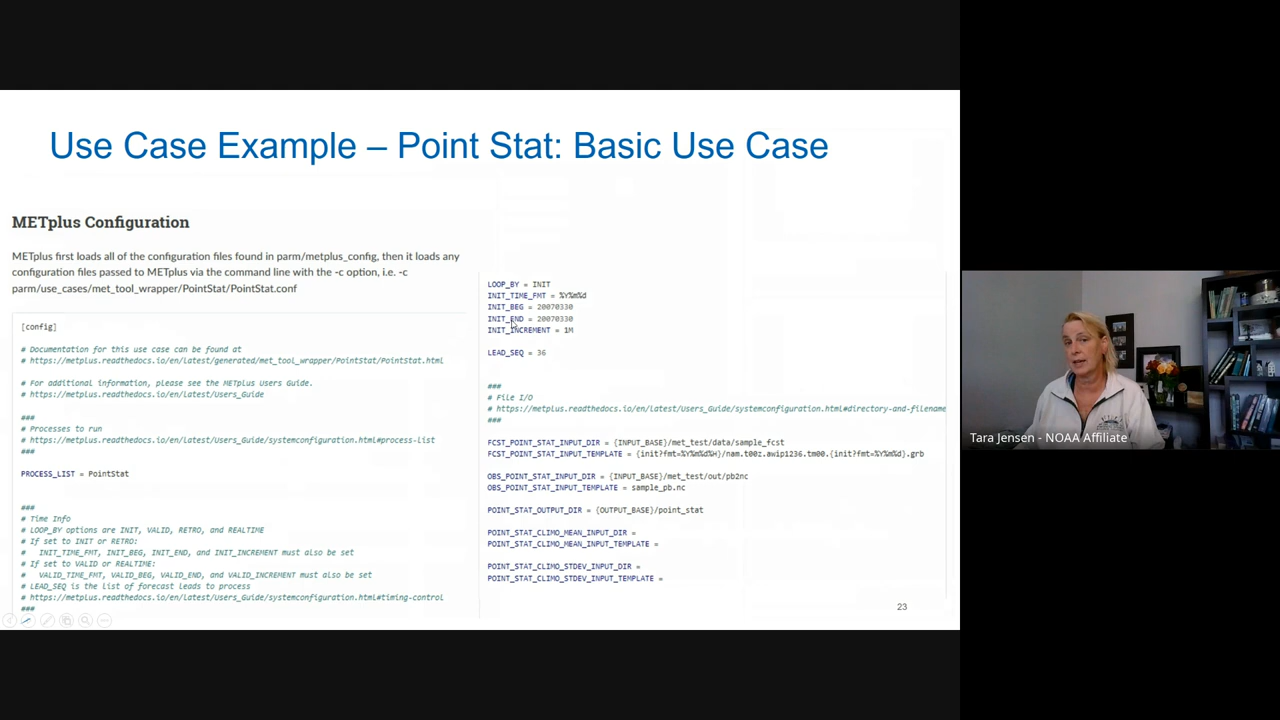 Use Case Example – Point Stat: Basic Use Case
METplus Configuration
METplus first loads all of the configuration files found in parm/metplus_config, then it loads any
configuration files passed to METplus via the command line with the -c option, i.e. -c
parm/use_cases/met_tool_wrapper/PointStat/PointStat.conf
[config]
# Documentation for this use case can be found at
# https://metplus.readthedocs.io/en/latest/generated/met_tool_wrapper/PointStat/PointStat.html
# For additional information, please see the METplus Users Guide.
# https://metplus.readthedocs.io/en/latest/Users_Guide
###
# Processes to run
# https://metplus.readthedocs.io/en/latest/Users_Guide/systemconfiguration.html#process-list
###
PROCESS_LIST = PointStat
###
# Time Info
# LOOP_BY options are INIT, VALID, RETRO, and REALTIME
# If set to INIT or RETRO:
#   INIT_TIME_FMT, INIT_BEG, INIT_END, and INIT_INCREMENT must also be set
# If set to VALID or REALTIME:
#   VALID_TIME_FMT, VALID_BEG, VALID_END, and VALID_INCREMENT must also be set
# LEAD_SEQ is the list of forecast leads to process
# https://metplus.readthedocs.io/en/latest/Users_Guide/systemconfiguration.html#timing-control
###
LOOP_BY = INIT
INIT_TIME_FMT = %Y%m%d
INIT_BEG = 20070330
INIT_END = 20070330
INIT_INCREMENT = 1M
LEAD_SEQ = 36
###
# File I/O
# https://metplus.readthedocs.io/en/latest/Users_Guide/systemconfiguration.html#directory-and-filename
###
FCST_POINT_STAT_INPUT_DIR = {INPUT_BASE}/met_test/data/sample_fcst
FCST_POINT_STAT_INPUT_TEMPLATE = {init?fmt=%Y%m%d%H}/nam.t00z.awip1236.tm00.{init?fmt=%Y%m%d}.grb
OBS_POINT_STAT_INPUT_DIR = {INPUT_BASE}/met_test/out/pb2nc
OBS_POINT_STAT_INPUT_TEMPLATE = sample_pb.nc
POINT_STAT_OUTPUT_DIR = {OUTPUT_BASE}/point_stat
POINT_STAT_CLIMO_MEAN_INPUT_DIR =
POINT_STAT_CLIMO_MEAN_INPUT_TEMPLATE =
POINT_STAT_CLIMO_STDEV_INPUT_DIR =
POINT_STAT_CLIMO_STDEV_INPUT_TEMPLATE =
23
Tara Jensen - NOAA Affiliate